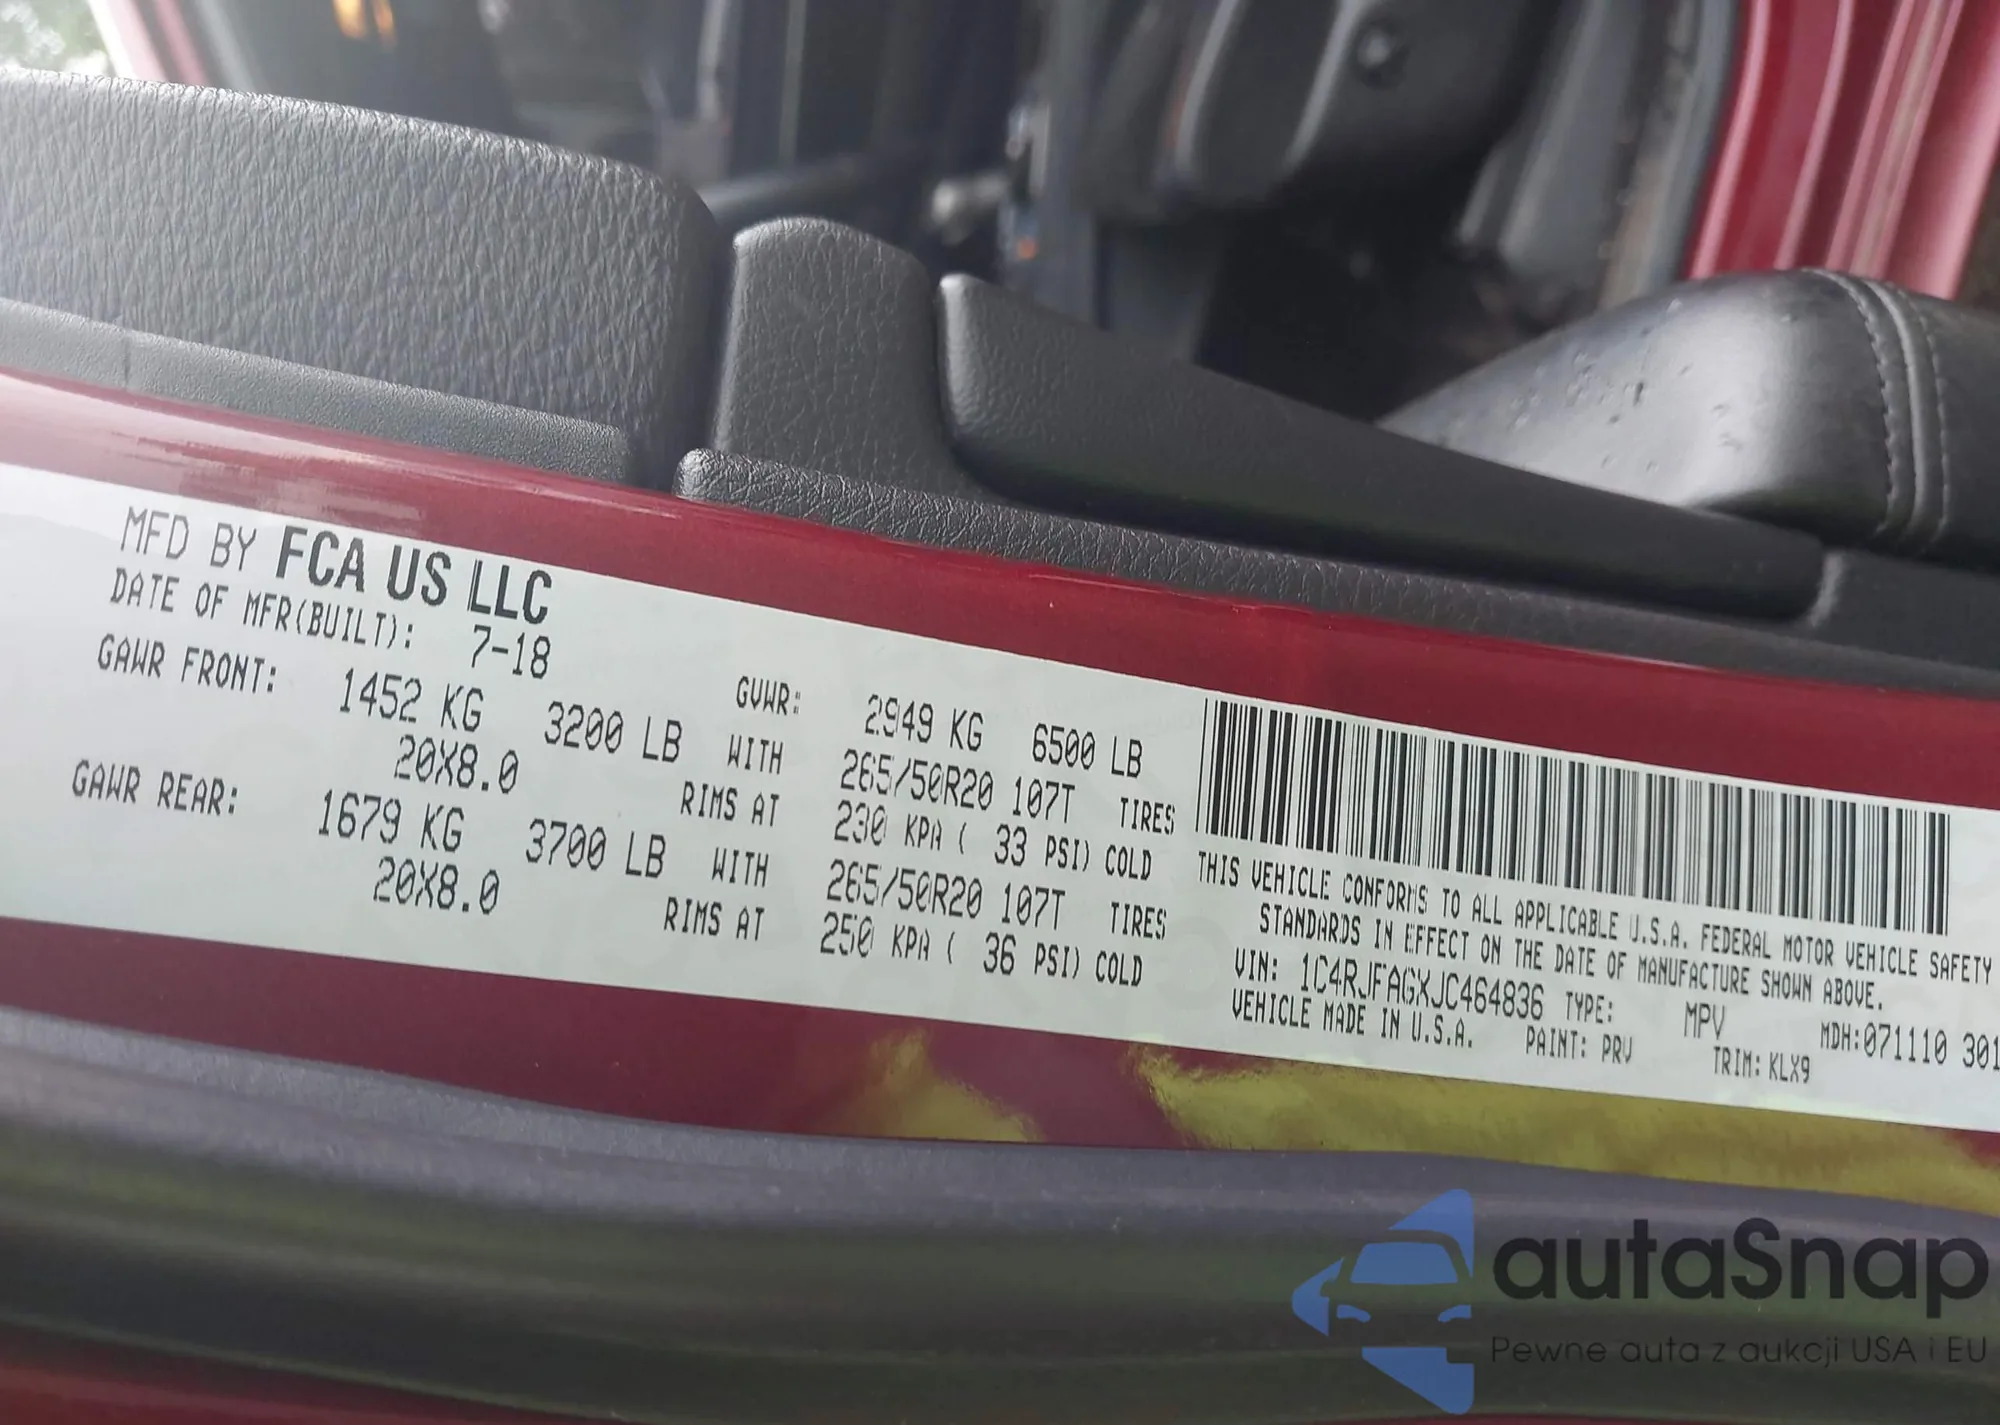 MFD BY FCA US LLC
DATE OF MFR(BUILT): 7-18
GVWR: 2949 KG 6500 LB
GAWR FRONT: 1452 KG 3200 LB WITH 265/50R20 107T TIRES
20X8.0 RIMS AT 230 KPA ( 33 PSI) COLD
GAWR REAR: 1679 KG 3700 LB WITH 265/50R20 107T TIRES
20X8.0 RIMS AT 250 KPA ( 36 PSI) COLD
THIS VEHICLE CONFORMS TO ALL APPLICABLE U.S.A. FEDERAL MOTOR VEHICLE SAFETY
STANDARDS IN EFFECT ON THE DATE OF MANUFACTURE SHOWN ABOVE.
VIN: 1C4RJFAGXJC464836 TYPE: MPV MDH:071110 301
VEHICLE MADE IN U.S.A. PAINT: PRV TRIM: KLX9
autaSnap
Pewne auta z aukcji USA i EU